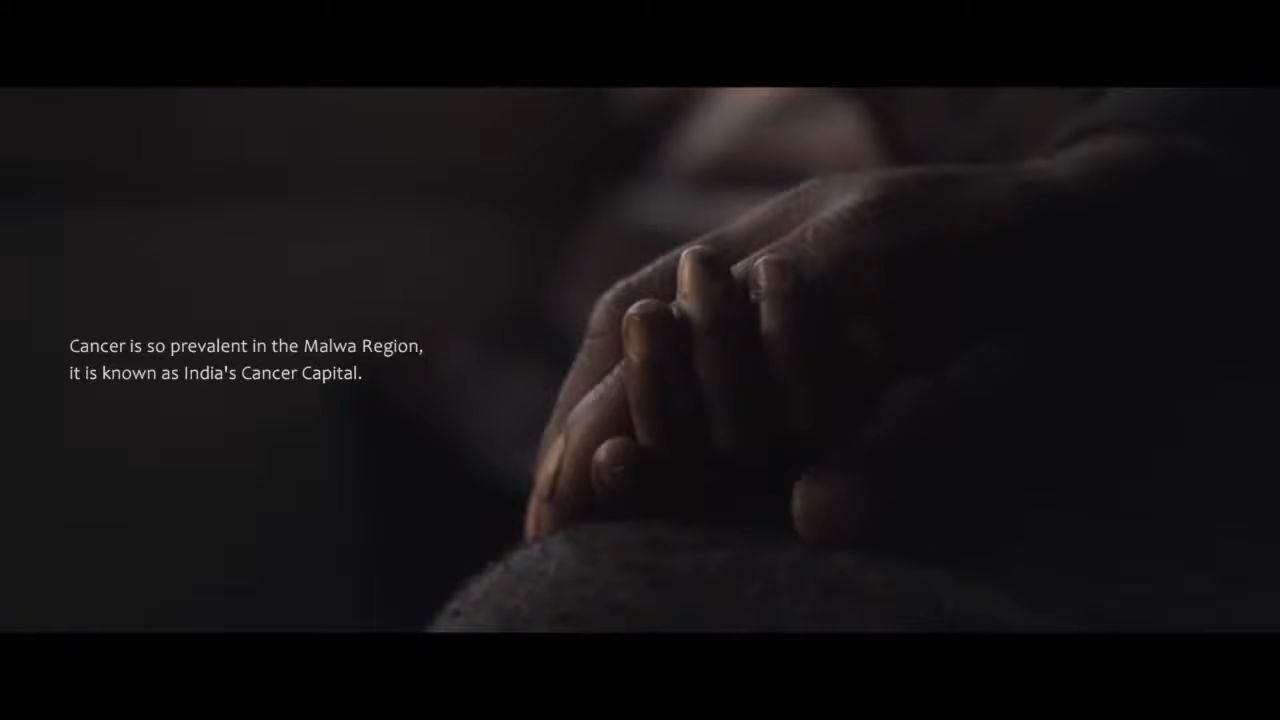 Cancer is so prevalent in the Malwa Region,
it is known as India's Cancer Capital.